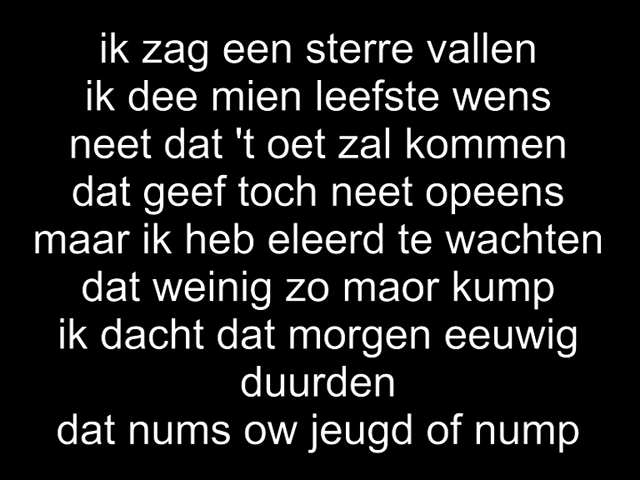 ik zag een sterre vallen
ik dee mien leefste wens
neet dat 't oet zal kommen
dat geef toch neet opeens
maar ik heb eleerd te wachten
dat weinig zo maor kump
ik dacht dat morgen eeuwig
duurden
dat nums ow jeugd of nump